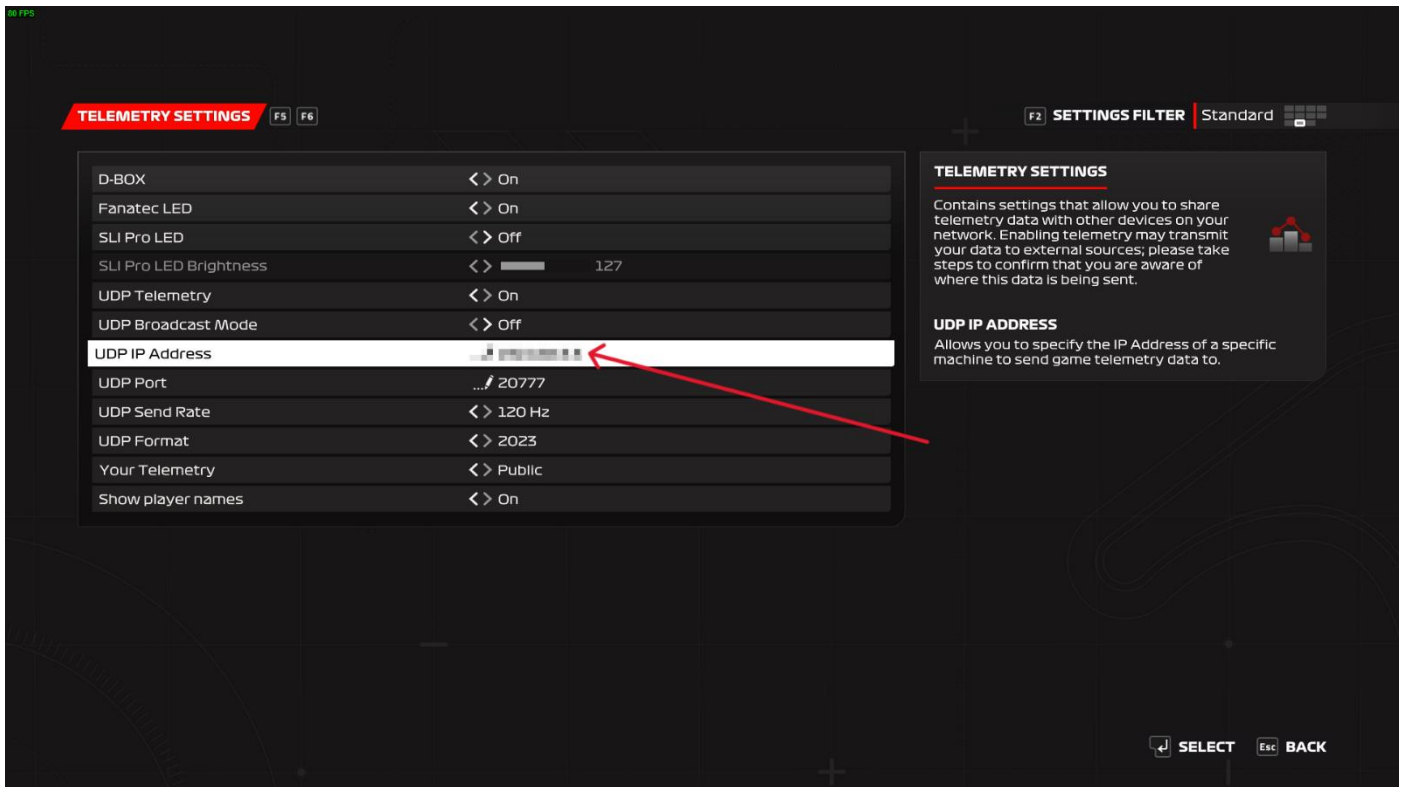 80 FPS
TELEMETRY SETTINGS F5 F6
F2 SETTINGS FILTER Standard
D-BOX On
Fanatec LED On
SLI Pro LED Off
SLI Pro LED Brightness 127
UDP Telemetry On
UDP Broadcast Mode Off
UDP IP Address
UDP Port ... 20777
UDP Send Rate 120 Hz
UDP Format 2023
Your Telemetry Public
Show player names On
TELEMETRY SETTINGS
Contains settings that allow you to share
telemetry data with other devices on your
network. Enabling telemetry may transmit
your data to external sources; please take
steps to confirm that you are aware of
where this data is being sent.
UDP IP ADDRESS
Allows you to specify the IP Address of a specific
machine to send game telemetry data to.
SELECT Esc BACK